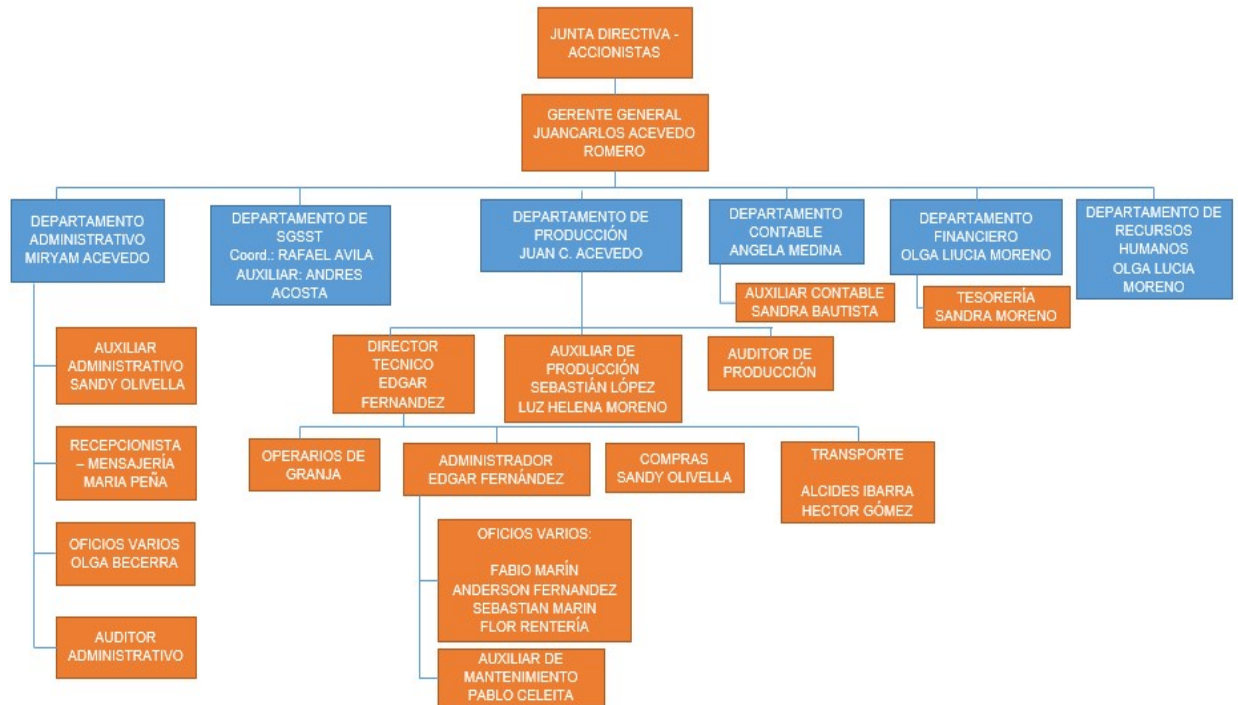 JUNTA DIRECTIVA -
ACCIONISTAS
GERENTE GENERAL
JUANCARLOS ACEVEDO
ROMERO
DEPARTAMENTO
ADMINISTRATIVO
MIRYAM ACEVEDO
DEPARTAMENTO DE
SGSST
Coord.: RAFAEL AVILA
AUXILIAR: ANDRES
ACOSTA
DEPARTAMENTO DE
PRODUCCIÓN
JUAN C. ACEVEDO
DEPARTAMENTO
CONTABLE
ANGELA MEDINA
DEPARTAMENTO
FINANCIERO
OLGA LIUCIA MORENO
DEPARTAMENTO DE
RECURSOS
HUMANOS
OLGA LUCIA
MORENO
AUXILIAR CONTABLE
SANDRA BAUTISTA
TESORERÍA
SANDRA MORENO
AUXILIAR
ADMINISTRATIVO
SANDY OLIVELLA
RECEPCIONISTA
– MENSAJERÍA
MARIA PEÑA
OFICIOS VARIOS
OLGA BECERRA
AUDITOR
ADMINISTRATIVO
DIRECTOR
TECNICO
EDGAR
FERNANDEZ
AUXILIAR DE
PRODUCCIÓN
SEBASTIÁN LÓPEZ
LUZ HELENA MORENO
AUDITOR DE
PRODUCCIÓN
OPERARIOS DE
GRANJA
ADMINISTRADOR
EDGAR FERNÁNDEZ
COMPRAS
SANDY OLIVELLA
TRANSPORTE
ALCIDES IBARRA
HECTOR GÓMEZ
OFICIOS VARIOS:
FABIO MARÍN
ANDERSON FERNANDEZ
SEBASTIAN MARIN
FLOR RENTERÍA
AUXILIAR DE
MANTENIMIENTO
PABLO CELEITA